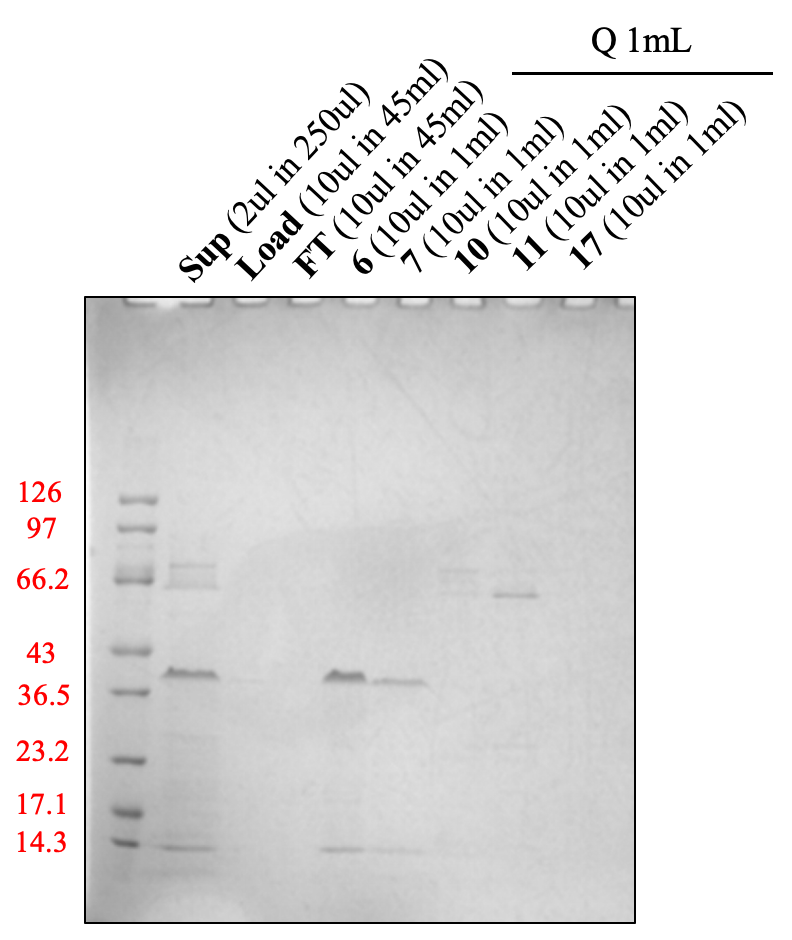 Q 1mL
Sup (2ul in 250ul)
Load (10ul in 45ml)
FT (10ul in 45ml)
6 (10ul in 1ml)
7 (10ul in 1ml)
10 (10ul in 1ml)
11 (10ul in 1ml)
17 (10ul in 1ml)
126
97
66.2
43
36.5
23.2
17.1
14.3